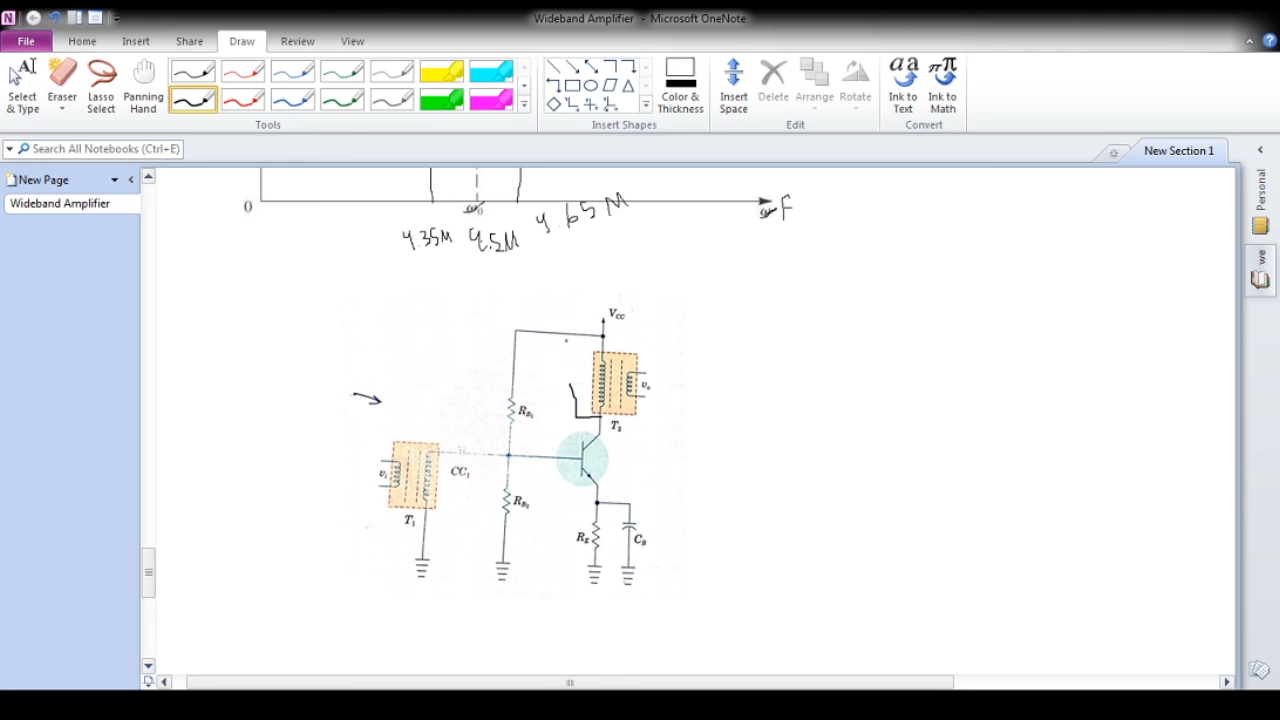 Wideband Amplifier - Microsoft OneNote
File Home Insert Share Draw Review View
Select & Type
Eraser
Lasso Select
Panning Hand
Color & Thickness
Insert Space
Delete
Arrange
Rotate
Ink to Text
Ink to Math
Tools
Insert Shapes
Edit
Convert
Search All Notebooks (Ctrl+E)
New Section 1
New Page
Wideband Amplifier
Personal
we
0
F
4.35M 4.5M 4.65M
VCC
RB1
vo
T2
vi
CC1
T1
RB2
RE
CE